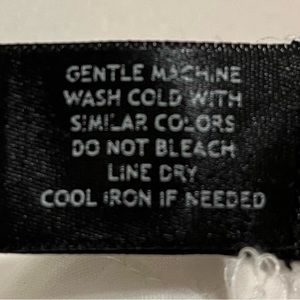 GENTLE MACHINE
WASH COLD WITH
SIMILAR COLORS
DO NOT BLEACH
LINE DRY
COOL IRON IF NEEDED